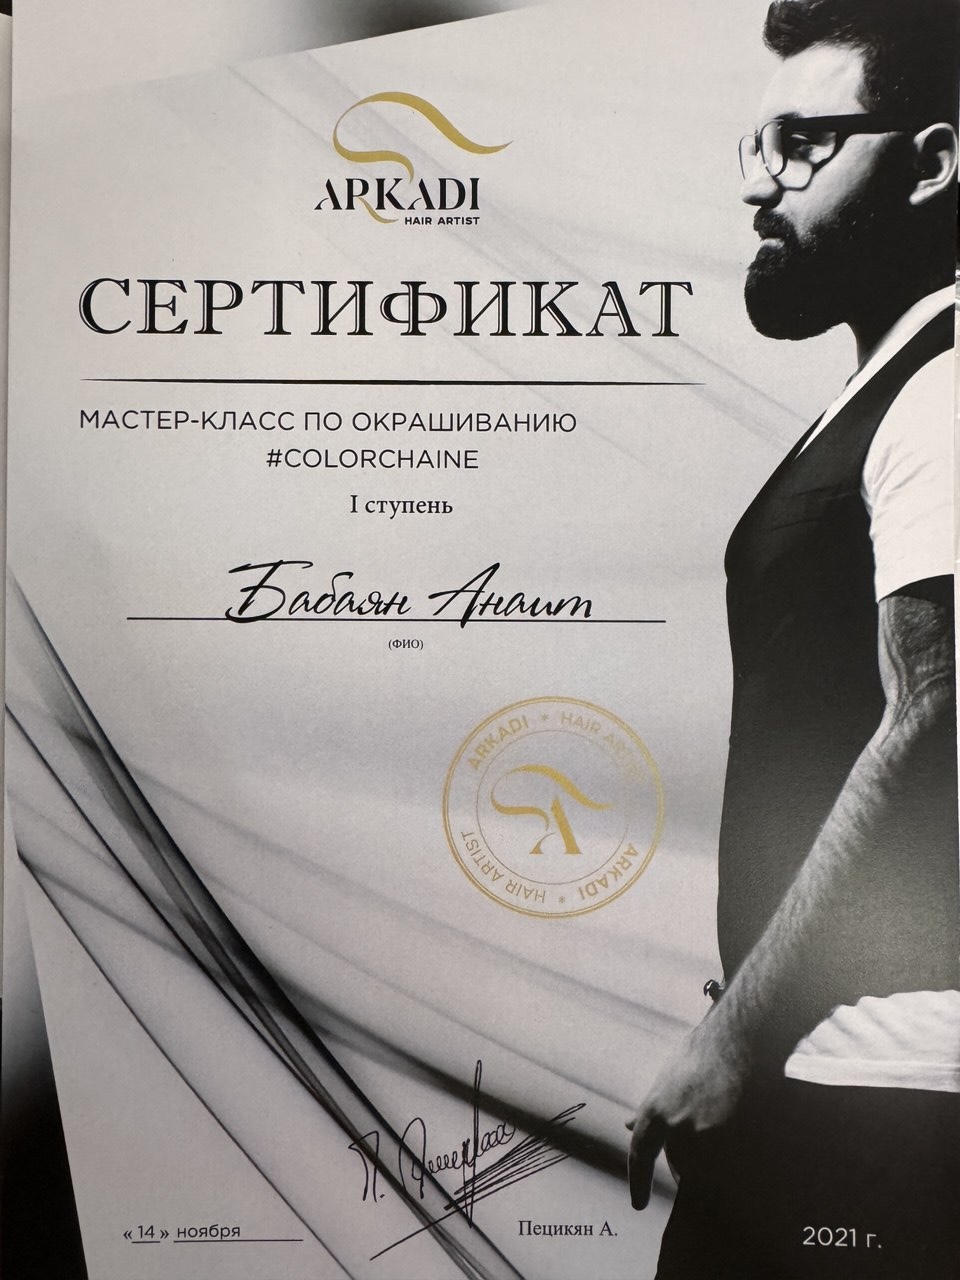 ARKADI
HAIR ARTIST
СЕРТИФИКАТ
МАСТЕР-КЛАСС ПО ОКРАШИВАНИЮ
#COLORCHAINE
I ступень
Бабаян Анаит
(ФИО)
ARKADI * HAIR ARTIST
ARKADI * HAIR ARTIST *
« 14 » ноября
Пецикян А.
2021 г.